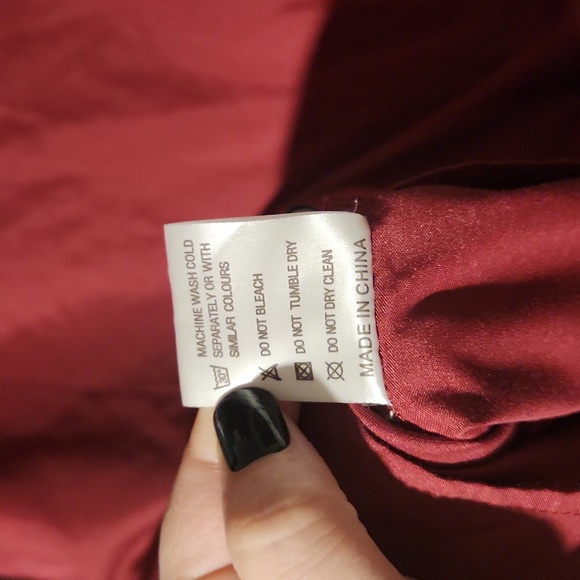 MACHINE WASH COLD
SEPARATELY OR WITH
SIMILAR COLOURS
30°
DO NOT BLEACH
DO NOT TUMBLE DRY
DO NOT DRY CLEAN
MADE IN CHINA